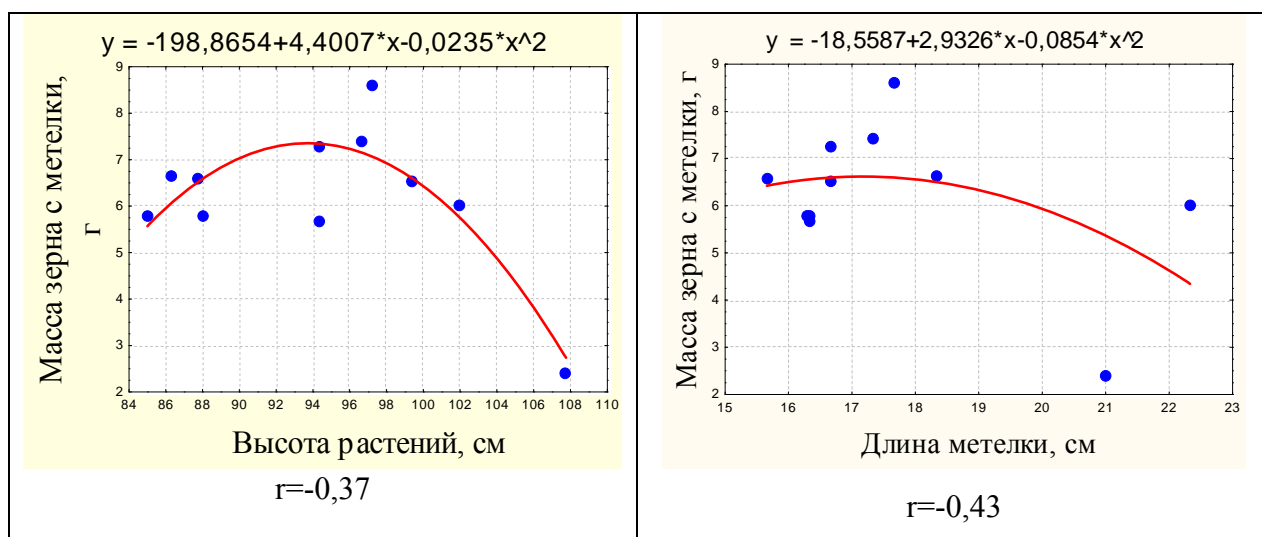 y = -198,8654+4,4007*x-0,0235*x^2
Масса зерна с метелки,
г
9
8
7
6
5
4
3
2
84 86 88 90 92 94 96 98 100 102 104 106 108 110
Высота растений, см
r=-0,37
y = -18,5587+2,9326*x-0,0854*x^2
Масса зерна с метелки, г
9
8
7
6
5
4
3
2
15 16 17 18 19 20 21 22 23
Длина метелки, см
r=-0,43